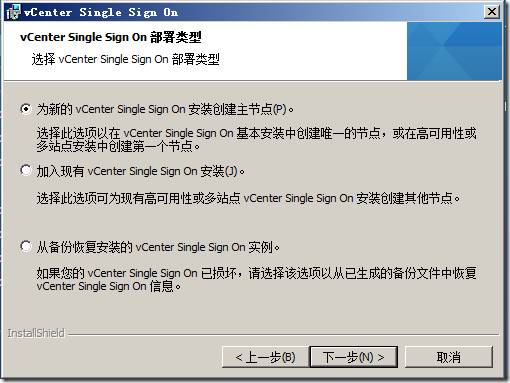 vCenter Single Sign On
vCenter Single Sign On 部署类型
选择 vCenter Single Sign On 部署类型
为新的 vCenter Single Sign On 安装创建主节点(P)。
选择此选项以在 vCenter Single Sign On 基本安装中创建唯一的节点，或在高可用性或
多站点安装中创建第一个节点。
加入现有 vCenter Single Sign On 安装(J)。
选择此选项可为现有高可用性或多站点 vCenter Single Sign On 安装创建其他节点。
从备份恢复安装的 vCenter Single Sign On 实例。
如果您的 vCenter Single Sign On 已损坏，请选择该选项以从已生成的备份文件中恢复
vCenter Single Sign On 信息。
InstallShield
< 上一步(B)
下一步(N) >
取消